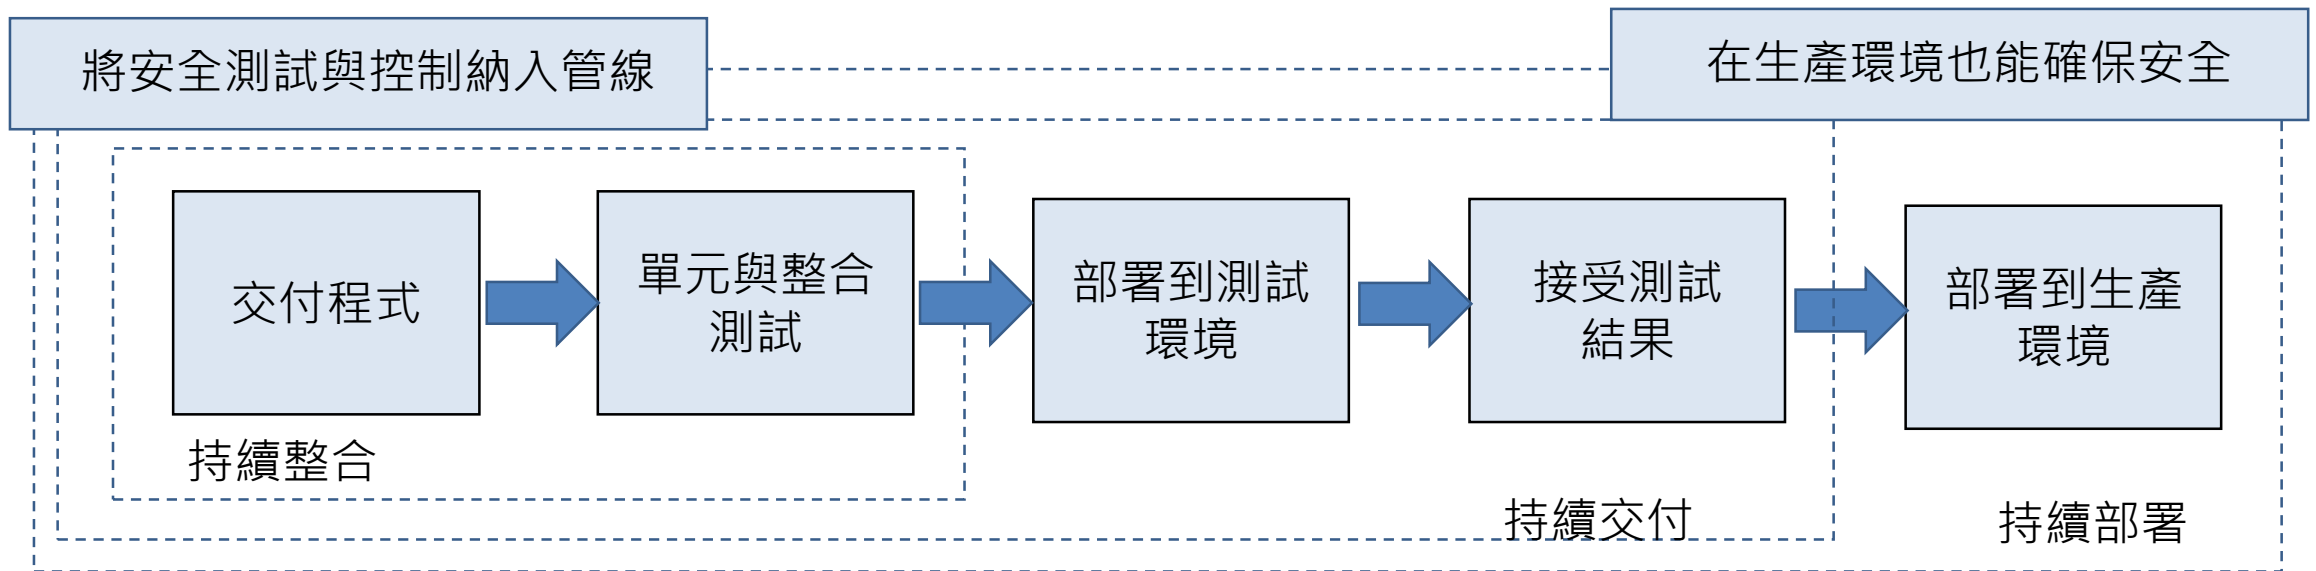 將安全測試與控制納入管線
在生產環境也能確保安全
交付程式
單元與整合
測試
部署到測試
環境
接受測試
結果
部署到生產
環境
持續整合
持續交付
持續部署